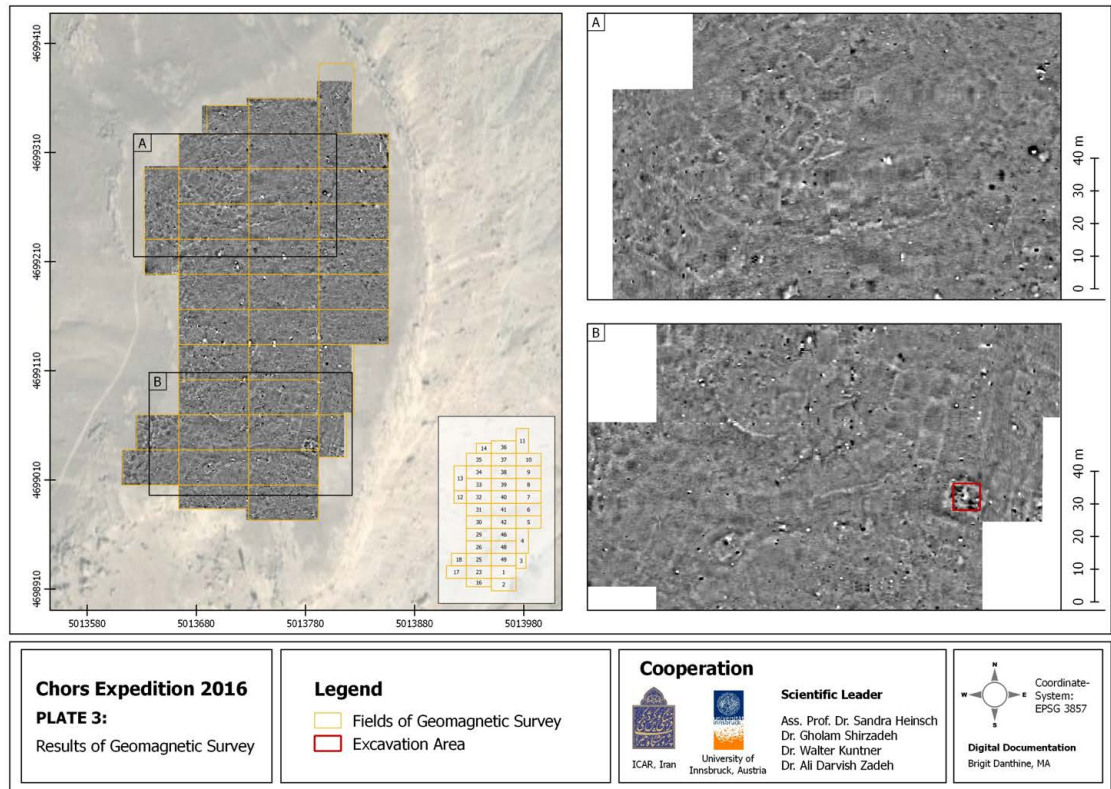 4699410
4699310
4699210
4699110
4699010
4698910
5013580
5013680
5013780
5013880
5013980
A
B
11
14
36
35
37
10
34
38
9
13
33
39
8
12
32
40
7
31
41
6
30
42
5
29
46
4
26
48
18
25
49
3
17
23
1
16
2
A
40 m
30
20
10
0
B
40 m
30
20
10
0
Chors Expedition 2016
PLATE 3:
Results of Geomagnetic Survey
Legend
Fields of Geomagnetic Survey
Excavation Area
Cooperation
ICAR, Iran
universität
innsbruck
University of
Innsbruck, Austria
Scientific Leader
Ass. Prof. Dr. Sandra Heinsch
Dr. Gholam Shirzadeh
Dr. Walter Kuntner
Dr. Ali Darvish Zadeh
N
W
E
S
Coordinate-
System:
EPSG 3857
Digital Documentation
Brigit Danthine, MA